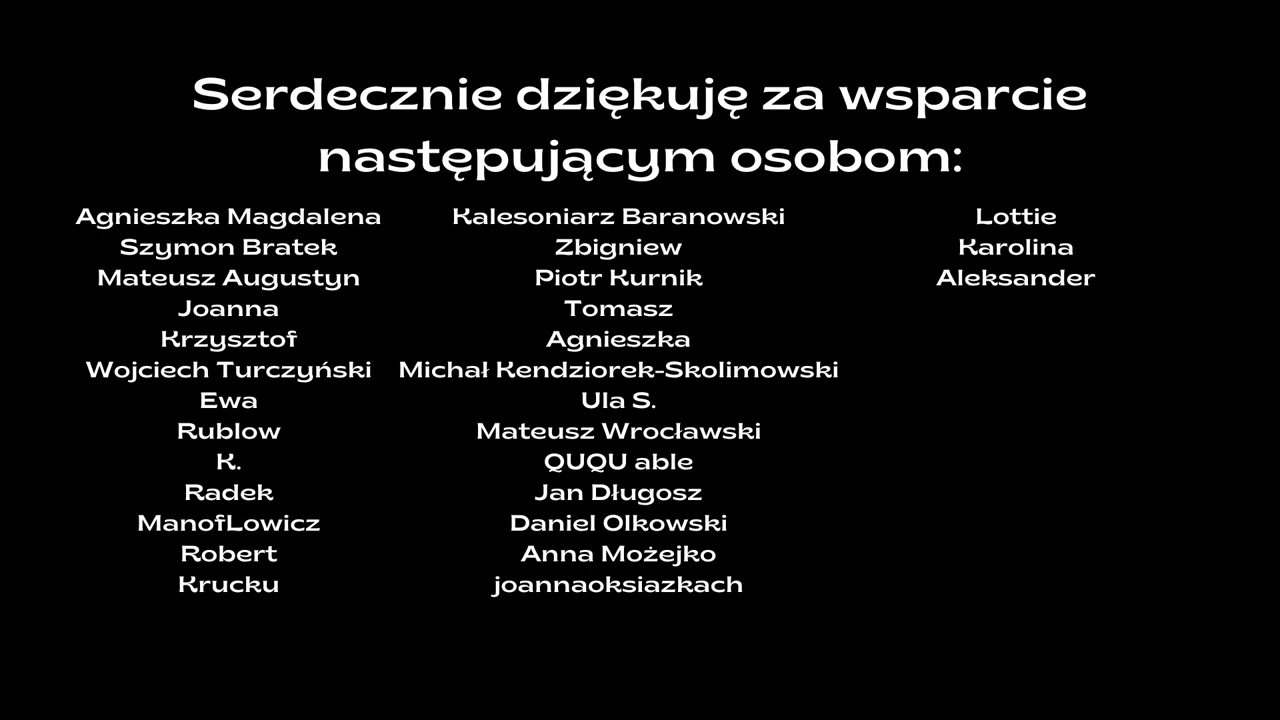 Serdecznie dziękuję za wsparcie
następującym osobom:
Agnieszka Magdalena
Szymon Bratek
Mateusz Augustyn
Joanna
Krzysztof
Wojciech Turczyński
Ewa
Rublow
K.
Radek
ManofLowicz
Robert
Krucku
Kalesoniarz Baranowski
Zbigniew
Piotr Kurnik
Tomasz
Agnieszka
Michał Kendziorek-Skolimowski
Ula S.
Mateusz Wrocławski
QUQU able
Jan Długosz
Daniel Olkowski
Anna Możejko
joannaoksiazkach
Lottie
Karolina
Aleksander